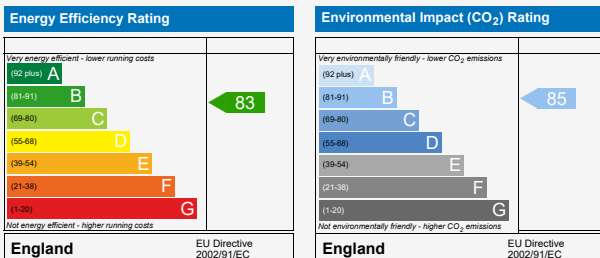 Energy Efficiency Rating
Very energy efficient - lower running costs
(92 plus) A
(81-91) B
(69-80) C
(55-68) D
(39-54) E
(21-38) F
(1-20) G
83
Not energy efficient - higher running costs
England
EU Directive
2002/91/EC
Environmental Impact (CO₂) Rating
Very environmentally friendly - lower CO₂ emissions
(92 plus) A
(81-91) B
(69-80) C
(55-68) D
(39-54) E
(21-38) F
(1-20) G
85
Not environmentally friendly - higher CO₂ emissions
England
EU Directive
2002/91/EC